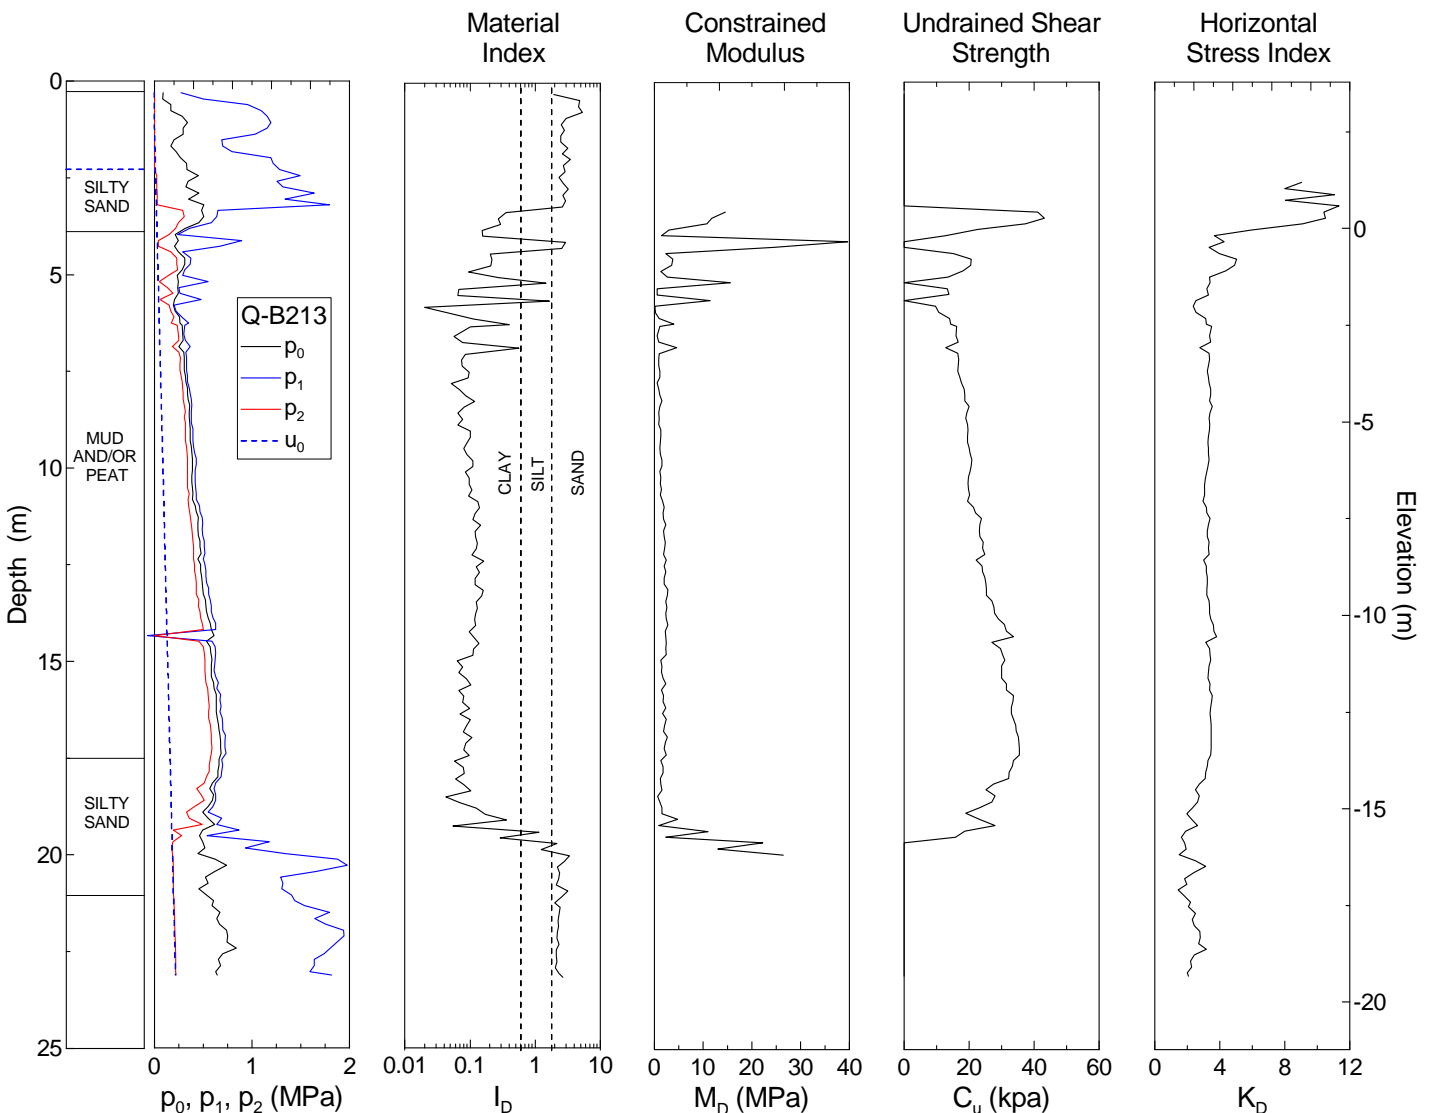 Material
Index
Constrained
Modulus
Undrained Shear
Strength
Horizontal
Stress Index
0
5
10
15
20
25
Depth (m)
SILTY
SAND
MUD
AND/OR
PEAT
SILTY
SAND
Q-B213
p0
p1
p2
u0
0 1 2
p0, p1, p2 (MPa)
CLAY
SILT
SAND
0.01 0.1 1 10
ID
0 10 20 30 40
MD (MPa)
0 20 40 60
Cu (kpa)
0 4 8 12
KD
0
-5
-10
-15
-20
Elevation (m)